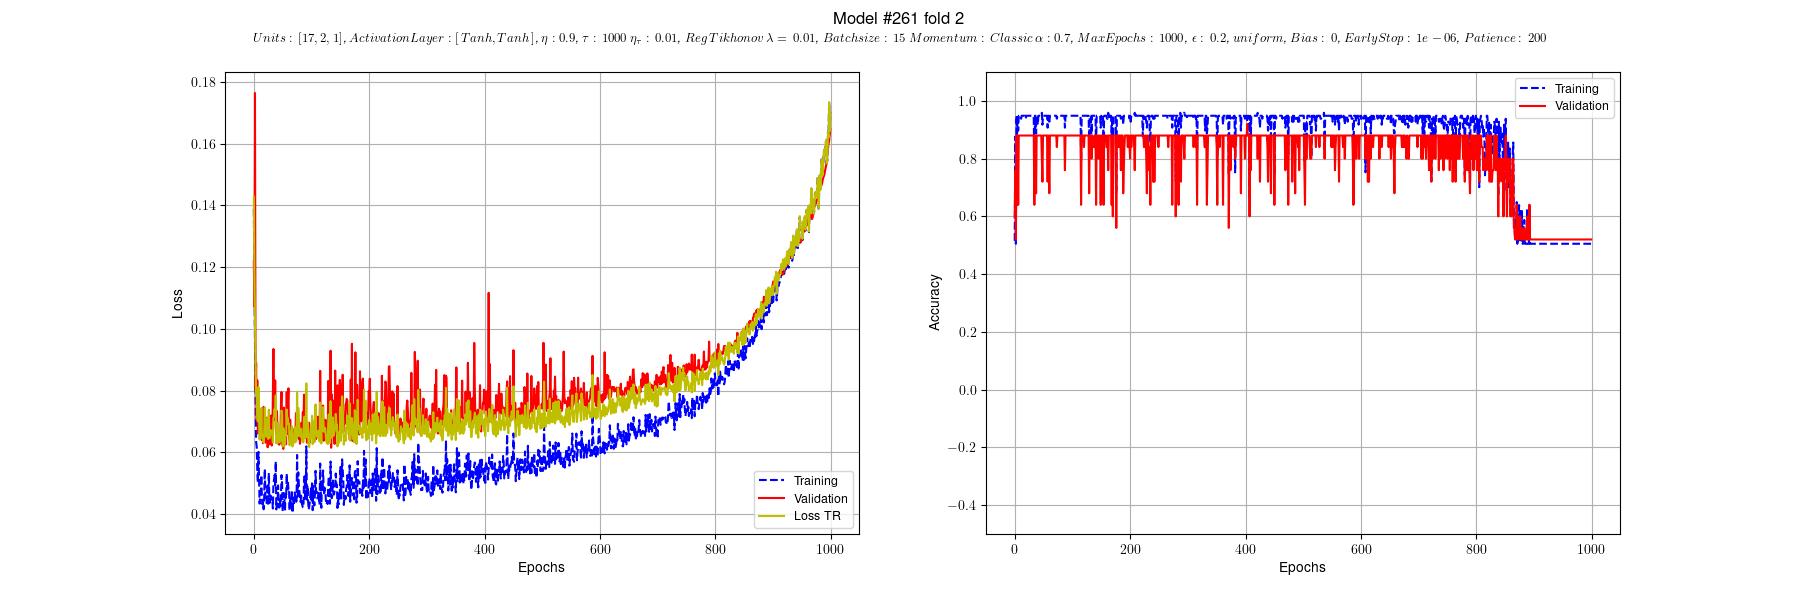 Model #261 fold 2
Units : [17, 2, 1], ActivationLayer : [Tanh, Tanh], η : 0.9, τ : 1000 η_τ : 0.01, RegTikhonov λ = 0.01, Batchsize : 15 Momentum : Classic α : 0.7, MaxEpochs : 1000, ϵ : 0.2, uniform, Bias : 0, EarlyStop : 1e − 06, Patience : 200
Loss
0.18
0.16
0.14
0.12
0.10
0.08
0.06
0.04
0 200 400 600 800 1000
Epochs
Training
Validation
Loss TR
Accuracy
1.0
0.8
0.6
0.4
0.2
0.0
−0.2
−0.4
0 200 400 600 800 1000
Epochs
Training
Validation